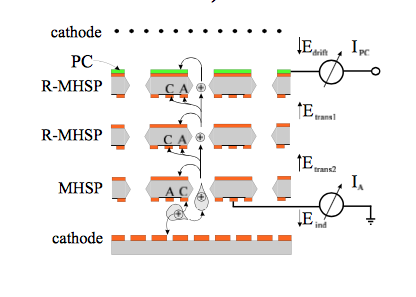 cathode
E drift
I PC
PC
R-MHSP
C A
E trans1
R-MHSP
C A
E trans2
MHSP
A C
I A
E ind
cathode